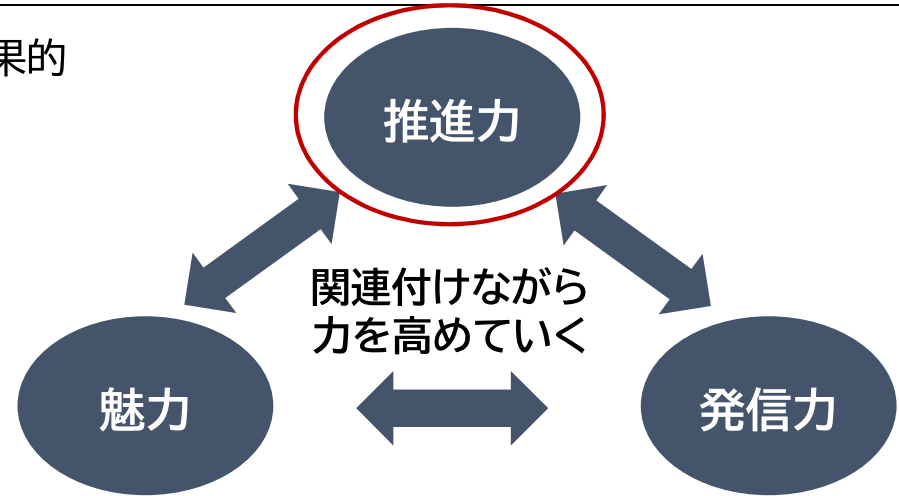 果的
推進力
関連付けながら
力を高めていく
魅力
発信力